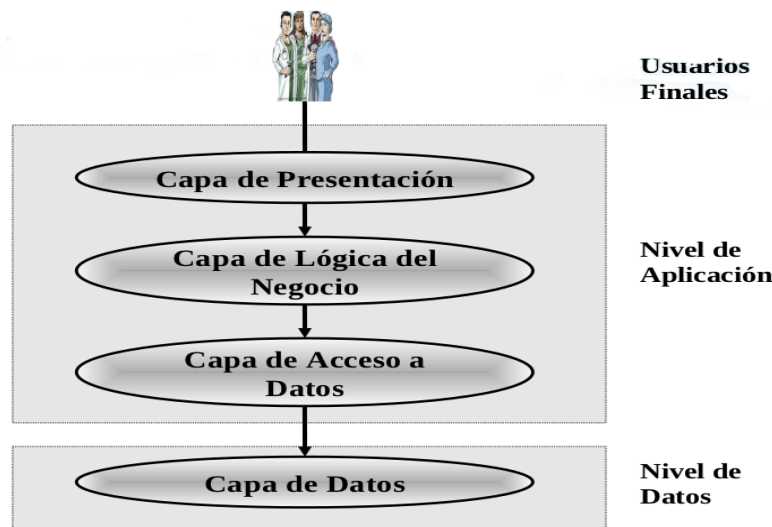 Usuarios
Finales
Capa de Presentación
Capa de Lógica del
Negocio
Nivel de
Aplicación
Capa de Acceso a
Datos
Capa de Datos
Nivel de
Datos